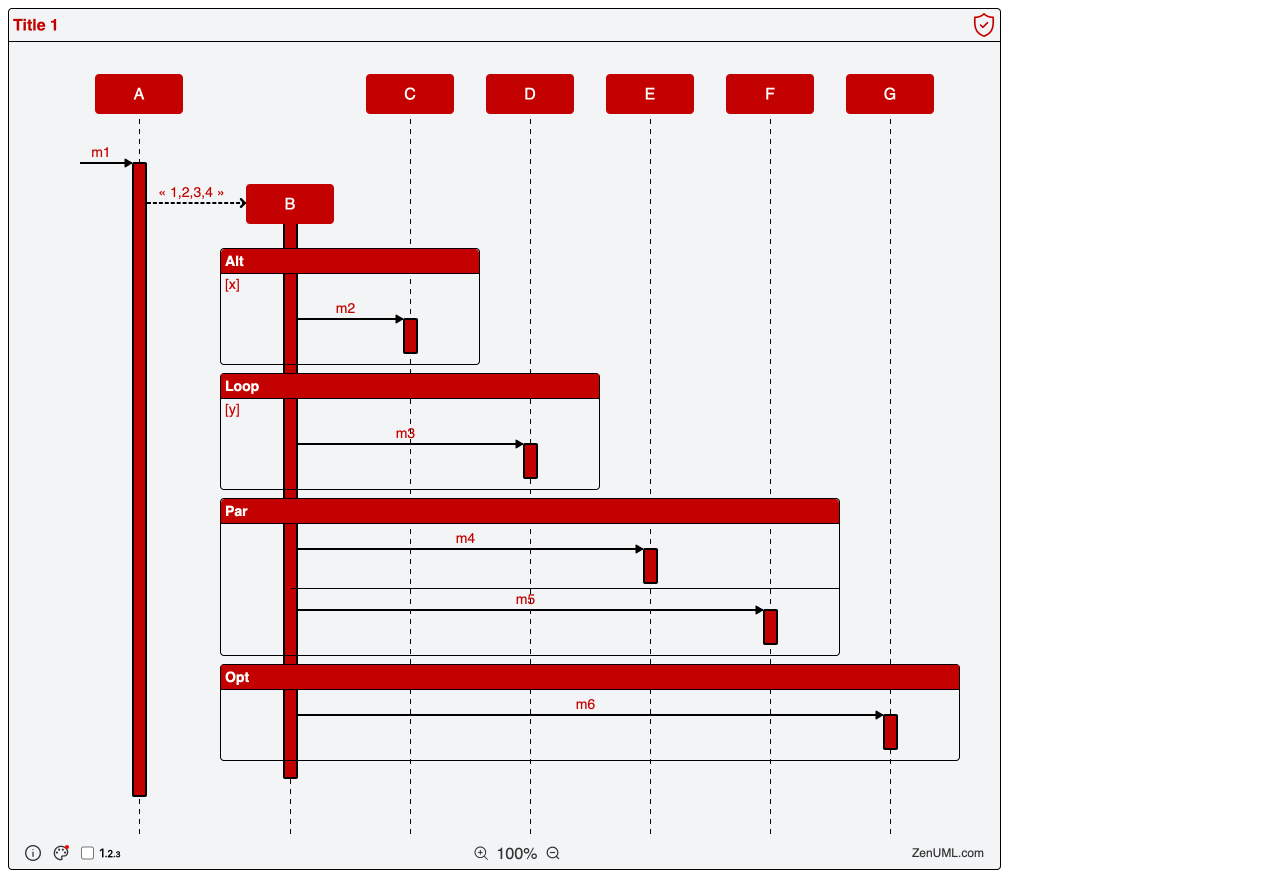 Title 1
A
C
D
E
F
G
m1
« 1,2,3,4 »
B
Alt
[x]
m2
Loop
[y]
m3
Par
m4
m5
Opt
m6
1.2.3
100%
ZenUML.com